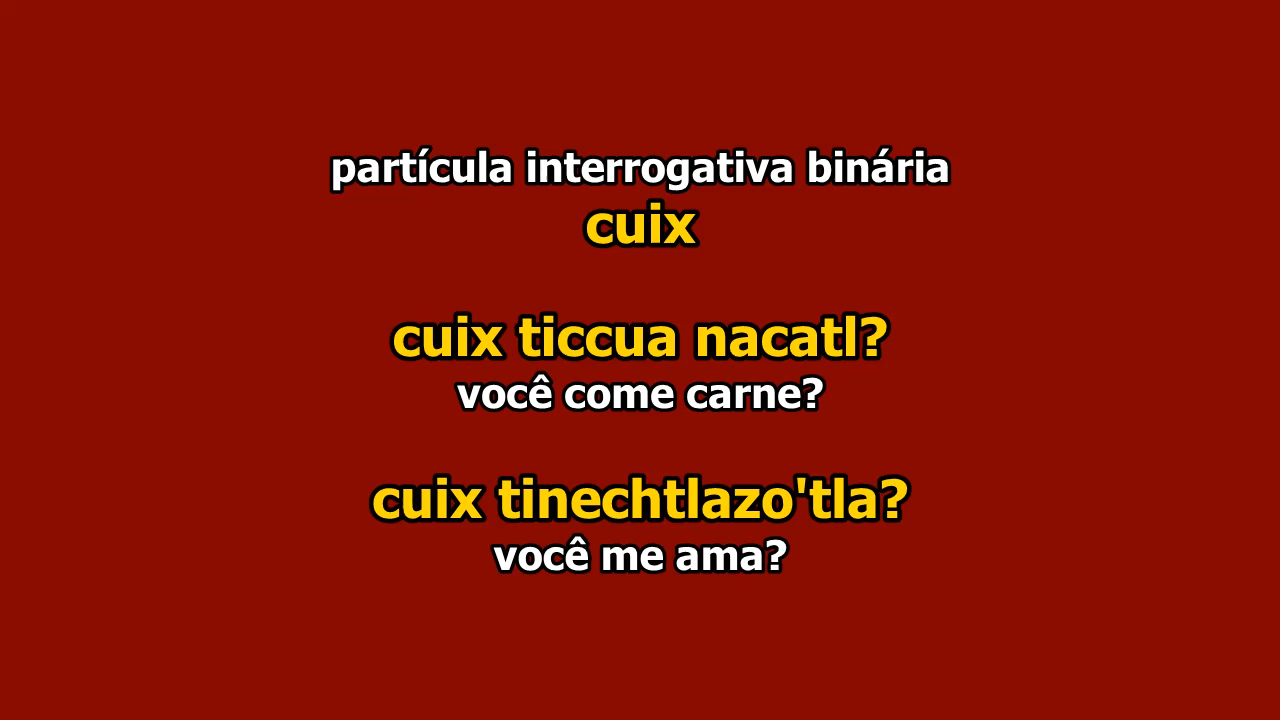 partícula interrogativa binária
cuix
cuix ticcua nacatl?
você come carne?
cuix tinechtlazo'tla?
você me ama?